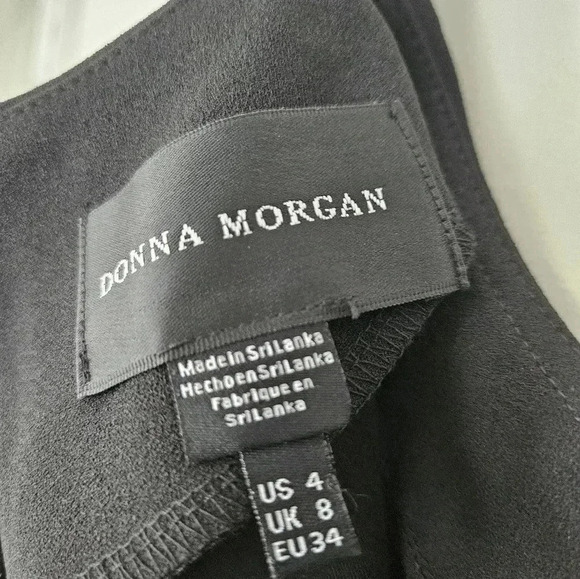 DONNA MORGAN
Made in Sri Lanka
Hecho en Sri Lanka
Fabrique en
Sri Lanka
US 4
UK 8
EU 34